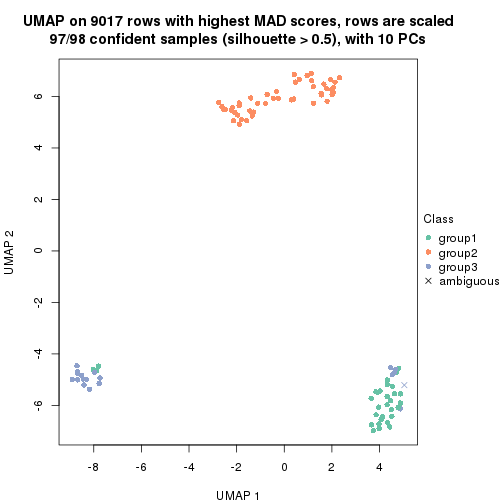 UMAP on 9017 rows with highest MAD scores, rows are scaled
97/98 confident samples (silhouette > 0.5), with 10 PCs
6
4
2
0
-2
-4
-6
UMAP 2
-8
-6
-4
-2
0
2
4
UMAP 1
Class
group1
group2
group3
ambiguous